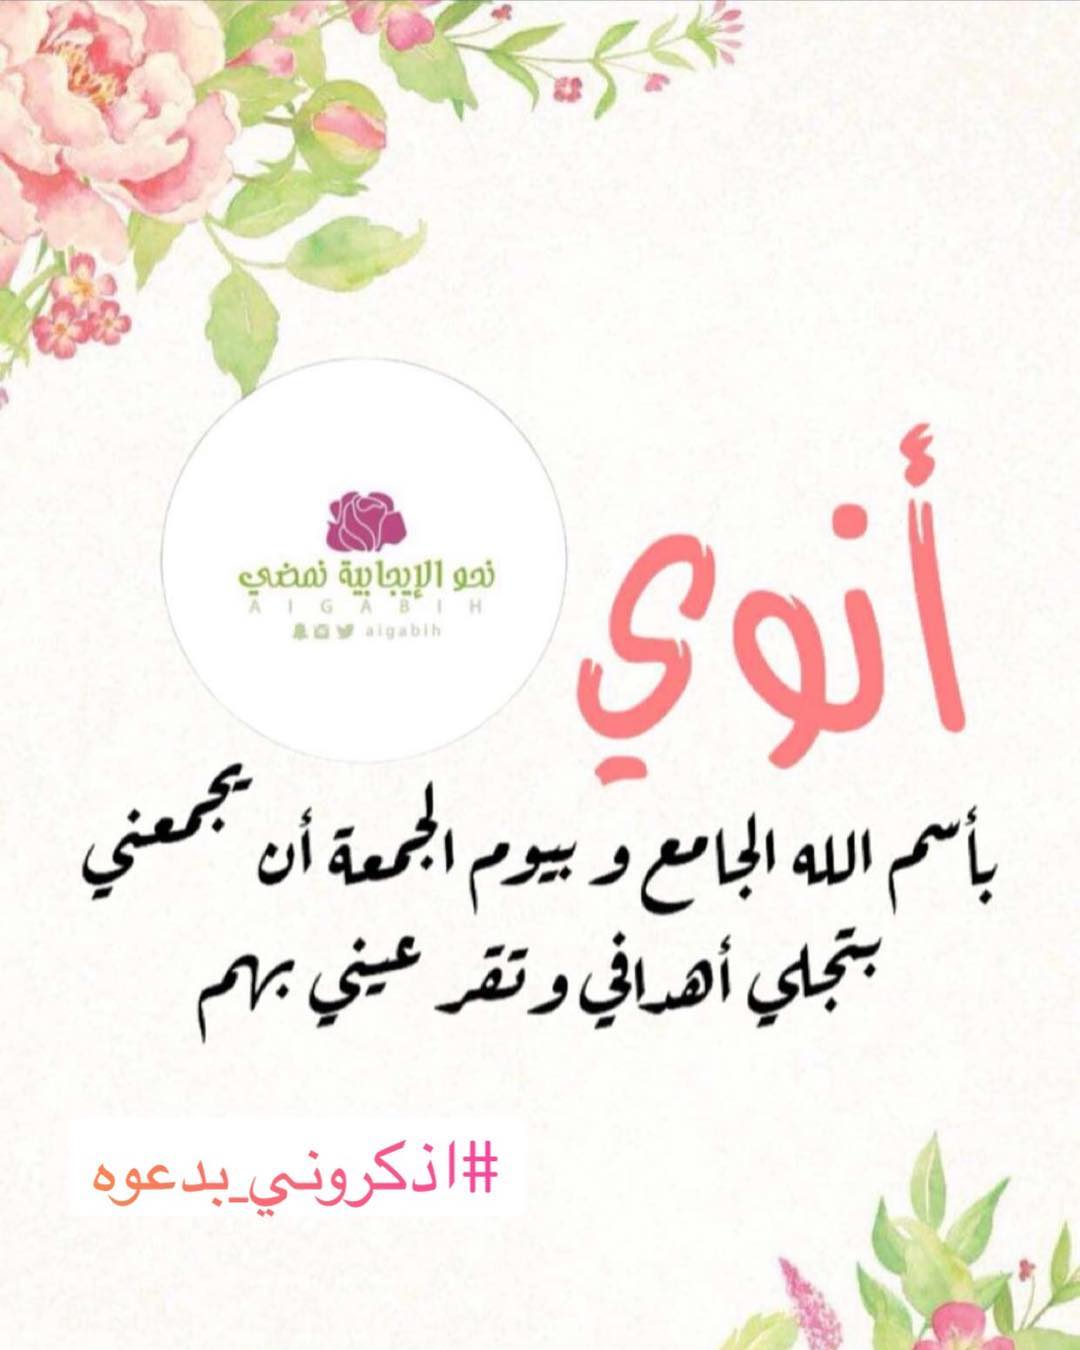 أنوي
نحو الإيجابية نمضي
AIGABIH
aigabih
بأسم الله الجامع و بيوم الجمعة أن يجمعني
بتجلي أهدافي و تقر عيني بهم
#اذكروني_بدعوه